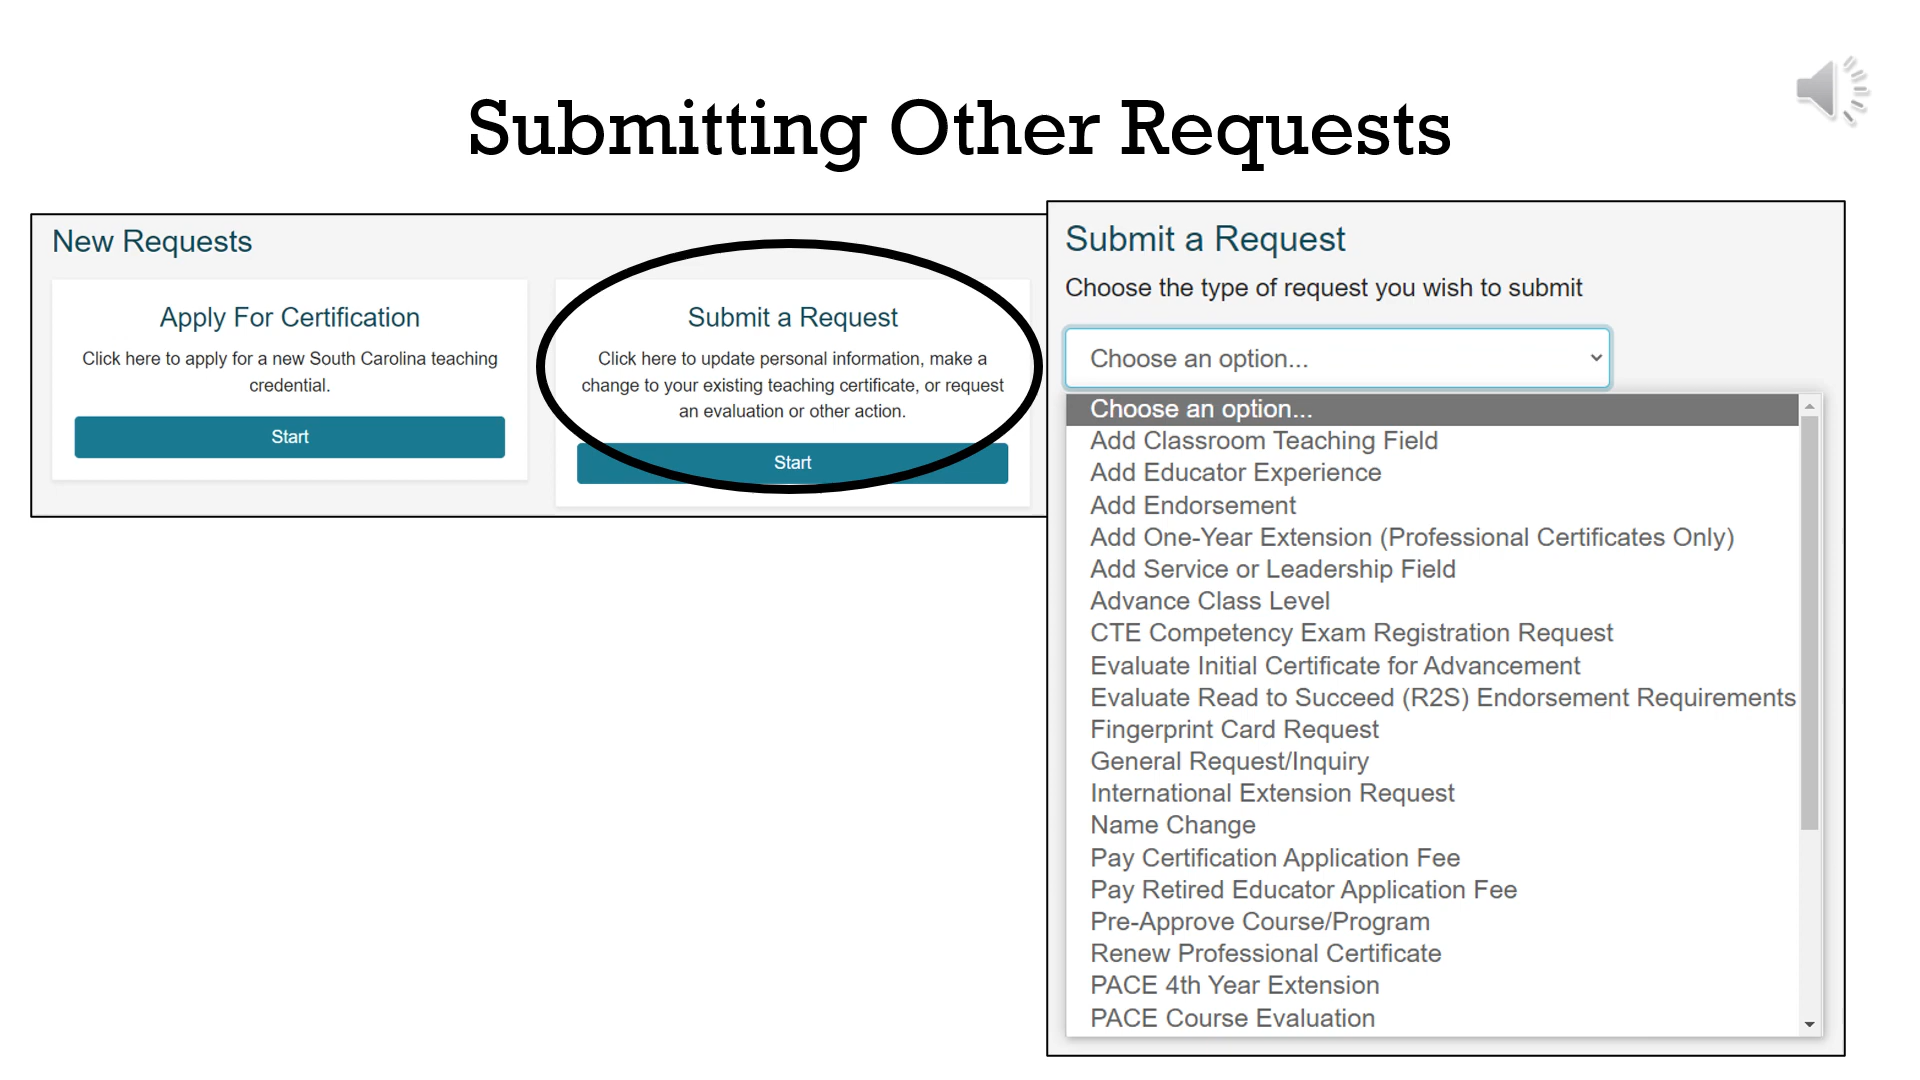 Submitting Other Requests
New Requests
Apply For Certification
Click here to apply for a new South Carolina teaching
credential.
Start
Submit a Request
Click here to update personal information, make a
change to your existing teaching certificate, or request
an evaluation or other action.
Start
Submit a Request
Choose the type of request you wish to submit
Choose an option...
Choose an option...
Add Classroom Teaching Field
Add Educator Experience
Add Endorsement
Add One-Year Extension (Professional Certificates Only)
Add Service or Leadership Field
Advance Class Level
CTE Competency Exam Registration Request
Evaluate Initial Certificate for Advancement
Evaluate Read to Succeed (R2S) Endorsement Requirements
Fingerprint Card Request
General Request/Inquiry
International Extension Request
Name Change
Pay Certification Application Fee
Pay Retired Educator Application Fee
Pre-Approve Course/Program
Renew Professional Certificate
PACE 4th Year Extension
PACE Course Evaluation